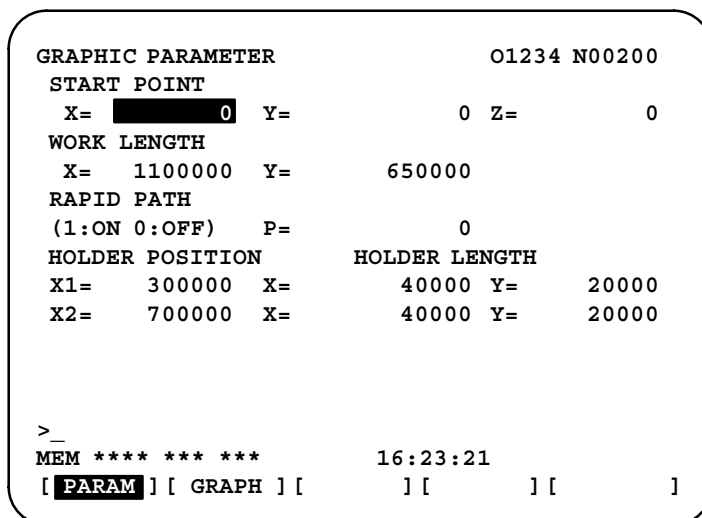 GRAPHIC PARAMETER O1234 N00200
START POINT
X= 0 Y= 0 Z= 0
WORK LENGTH
X= 1100000 Y= 650000
RAPID PATH
(1:ON 0:OFF) P= 0
HOLDER POSITION HOLDER LENGTH
X1= 300000 X= 40000 Y= 20000
X2= 700000 X= 40000 Y= 20000
>_
MEM **** *** *** 16:23:21
[ PARAM ] [ GRAPH ] [ ] [ ] [ ]